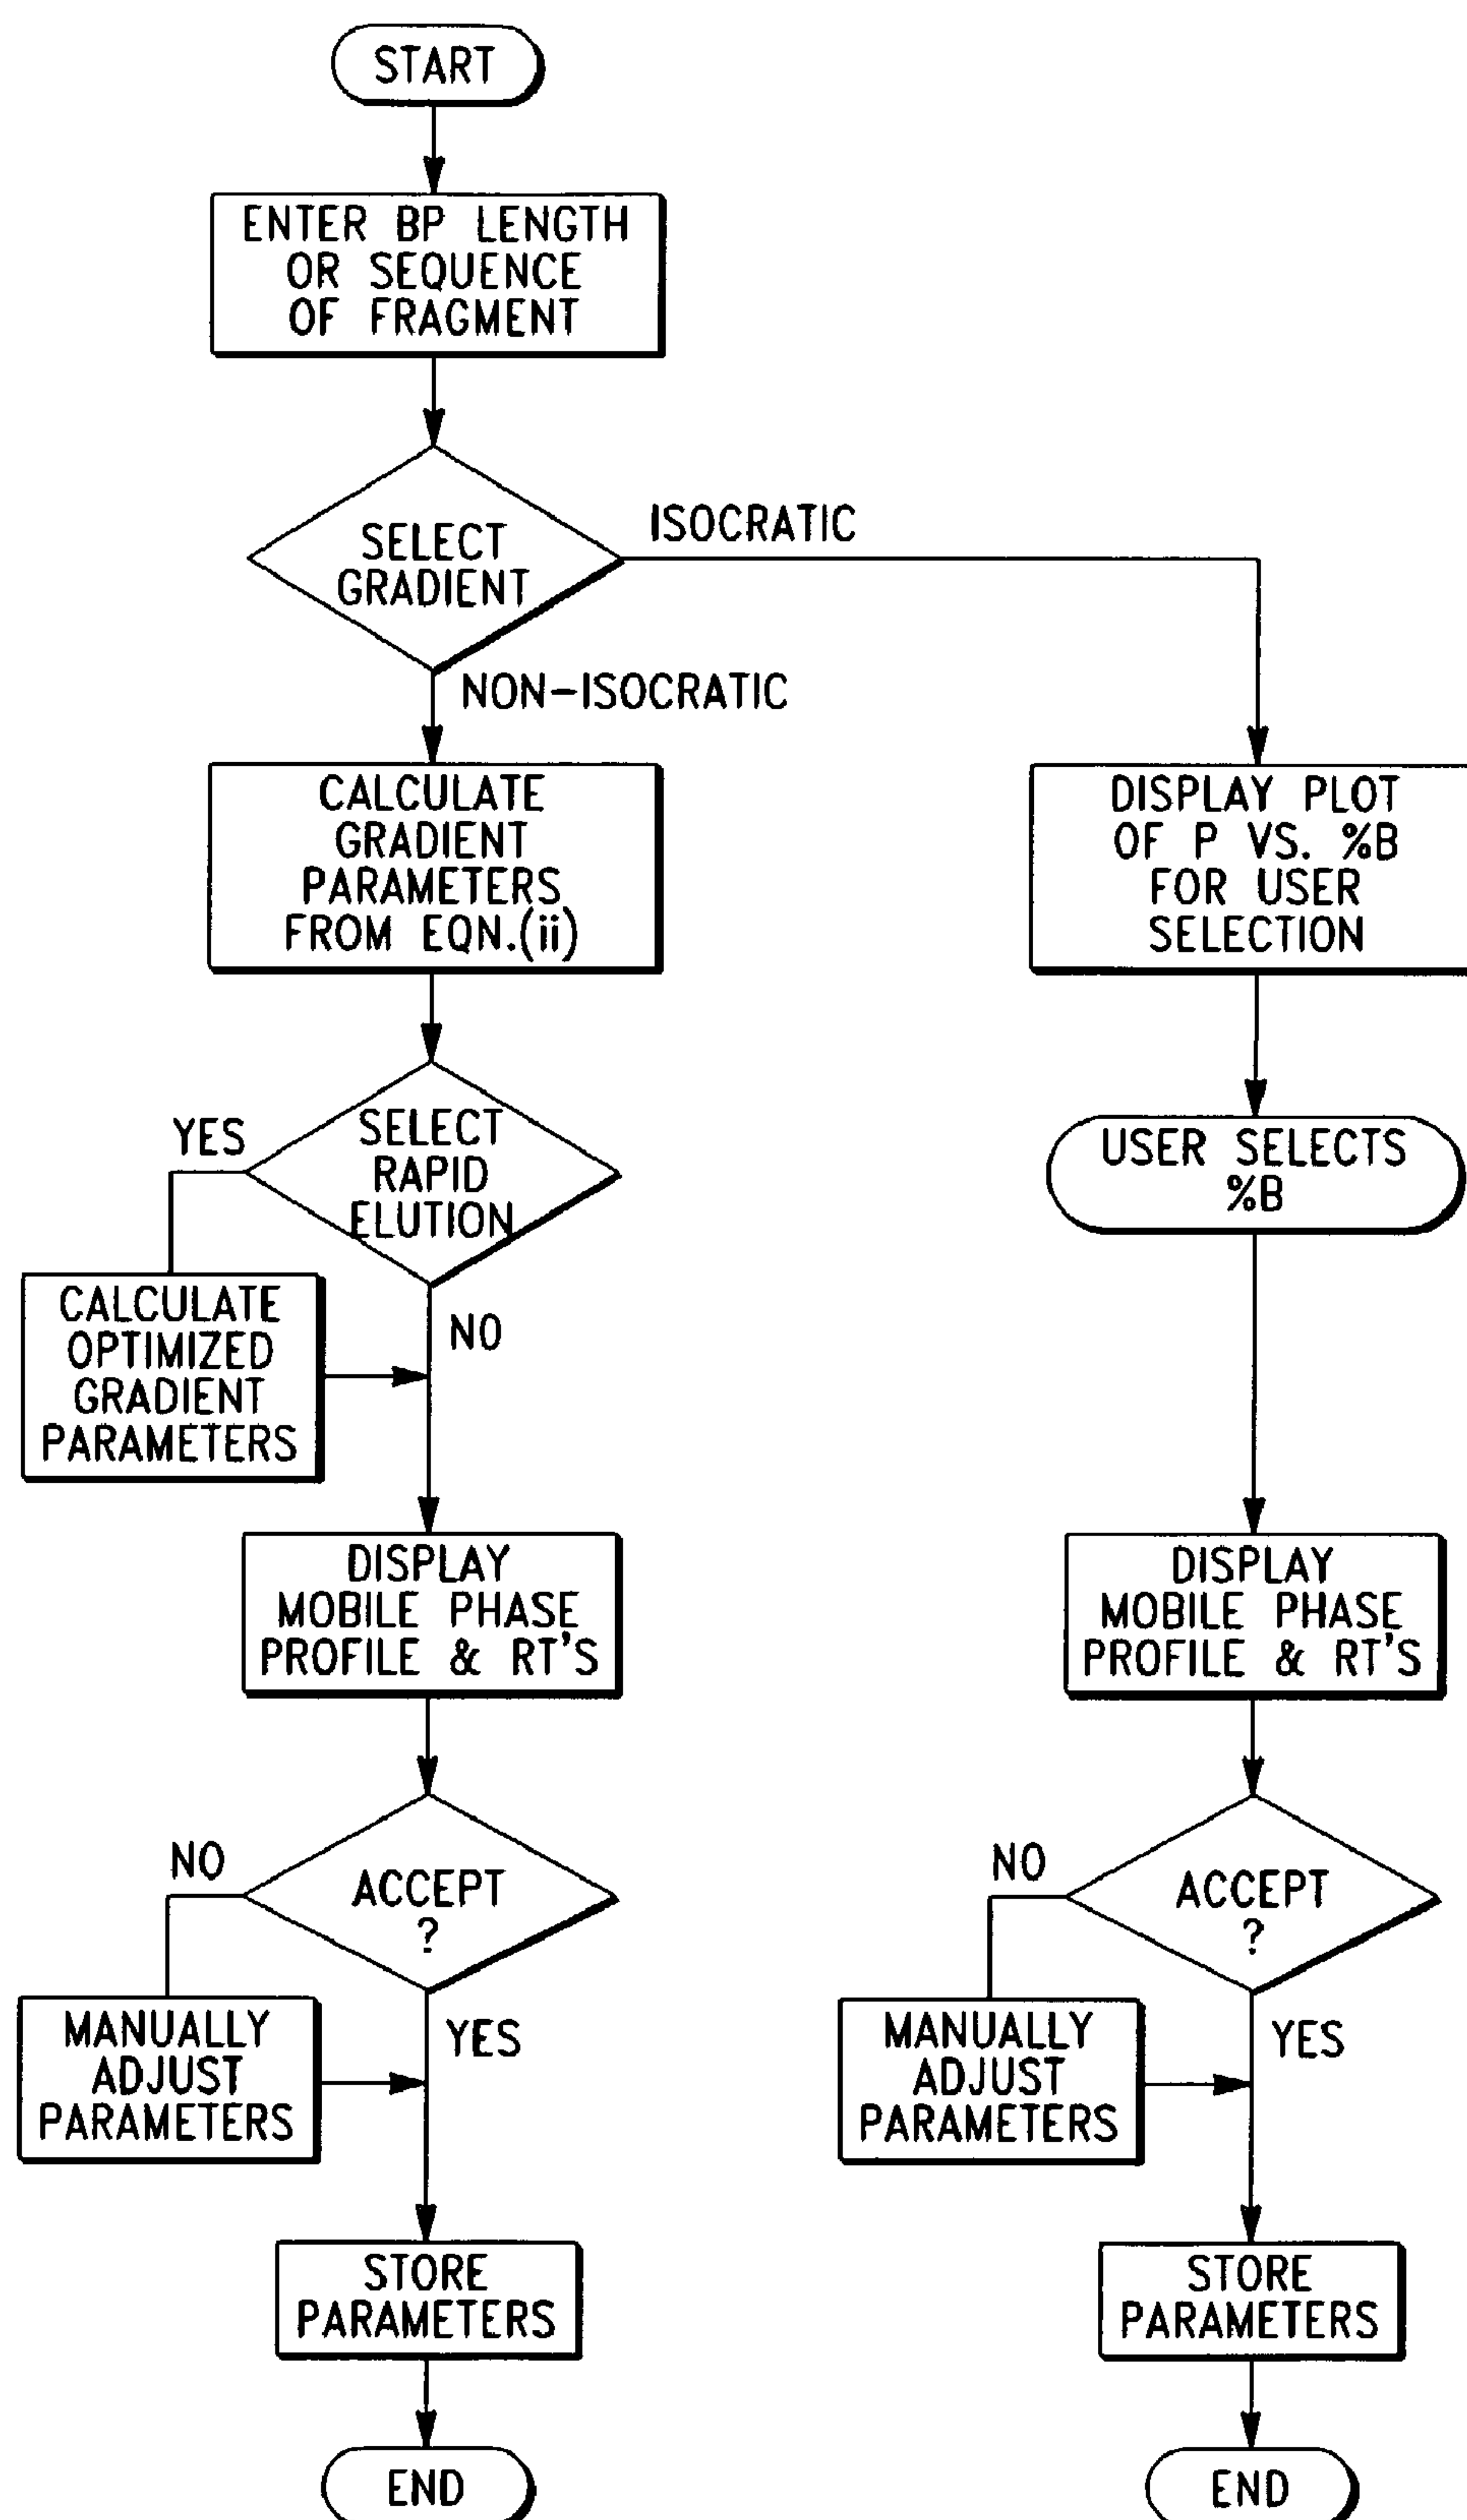 START
ENTER BP LENGTH
OR SEQUENCE
OF FRAGMENT
SELECT
GRADIENT
ISOCRATIC
NON-ISOCRATIC
CALCULATE
GRADIENT
PARAMETERS
FROM EQN.(ii)
SELECT
RAPID
ELUTION
YES
NO
CALCULATE
OPTIMIZED
GRADIENT
PARAMETERS
DISPLAY
MOBILE PHASE
PROFILE & RT'S
ACCEPT
?
NO
YES
MANUALLY
ADJUST
PARAMETERS
STORE
PARAMETERS
END
DISPLAY PLOT
OF P VS. %B
FOR USER
SELECTION
USER SELECTS
%B
DISPLAY
MOBILE PHASE
PROFILE & RT'S
ACCEPT
?
NO
YES
MANUALLY
ADJUST
PARAMETERS
STORE
PARAMETERS
END